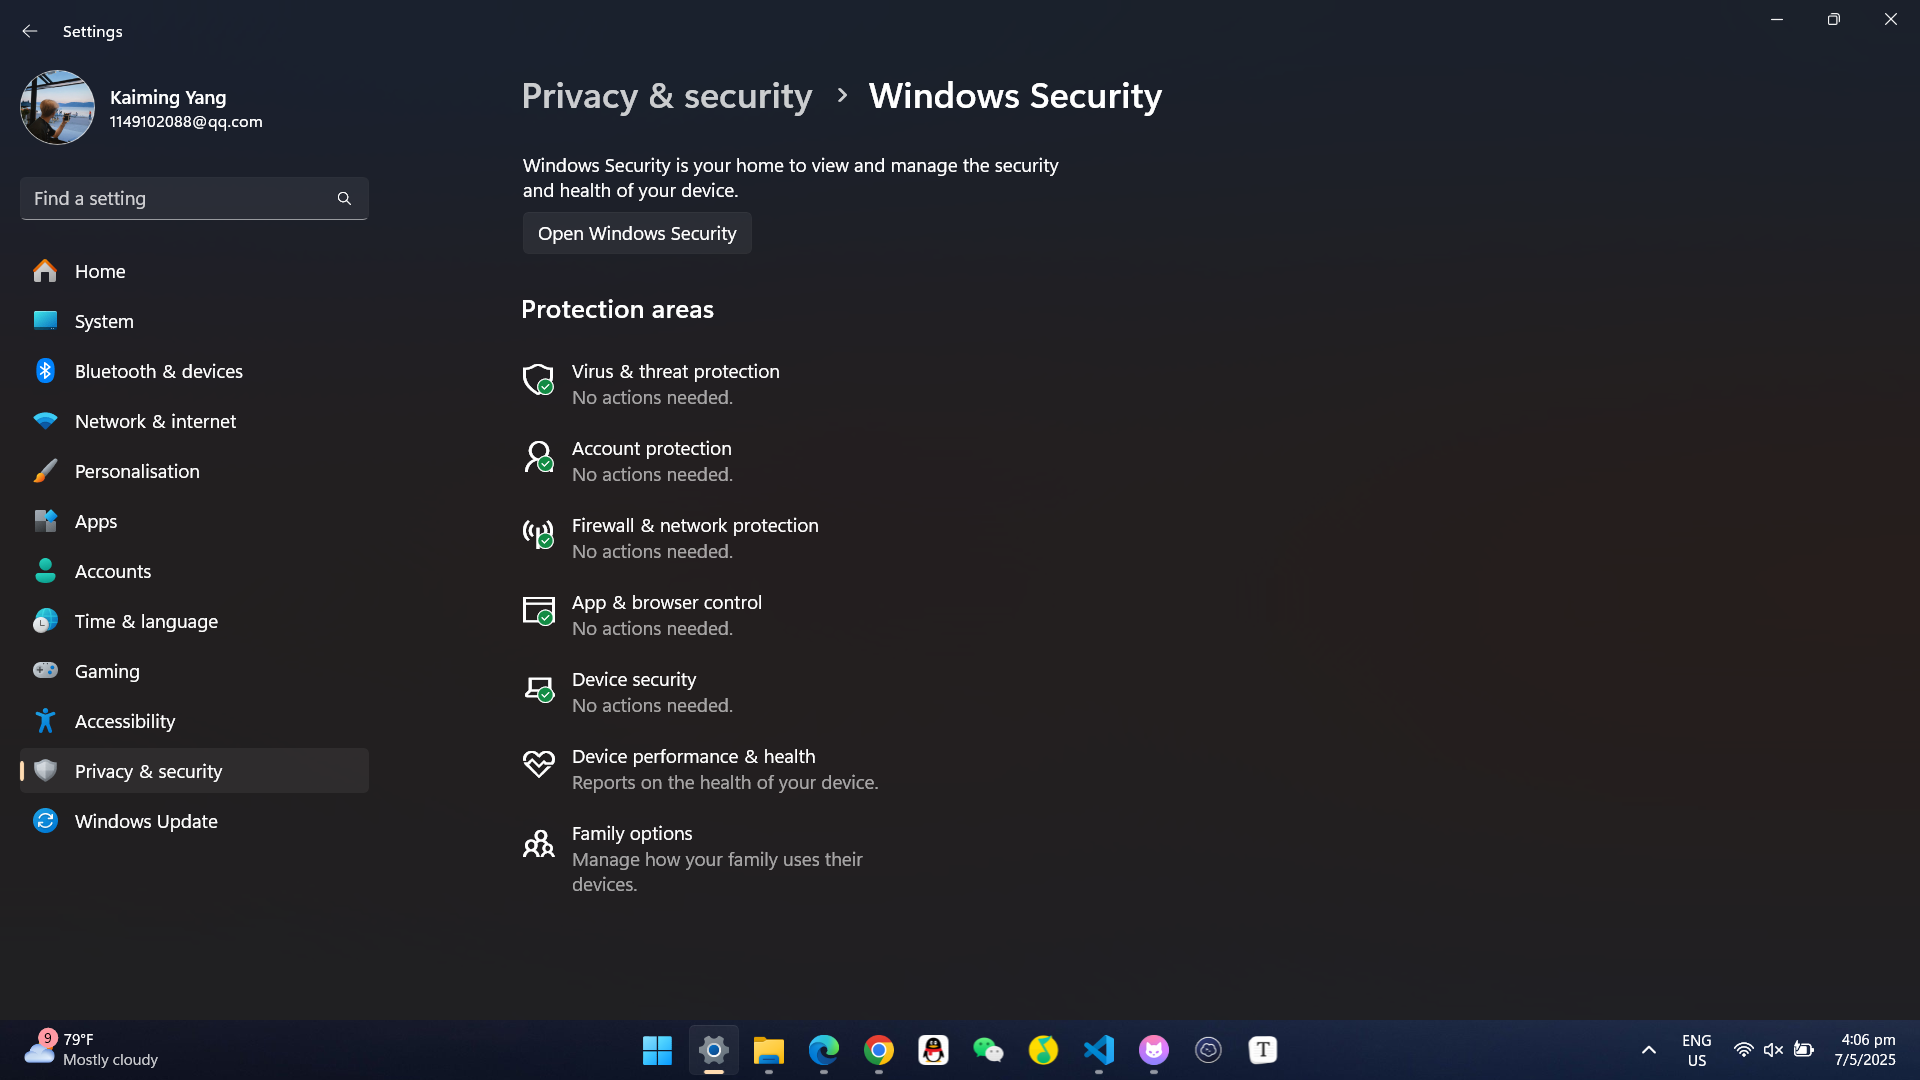 Settings
Kaiming Yang
1149102088@qq.com
Find a setting
Home
System
Bluetooth & devices
Network & internet
Personalisation
Apps
Accounts
Time & language
Gaming
Accessibility
Privacy & security
Windows Update
Privacy & security > Windows Security
Windows Security is your home to view and manage the security
and health of your device.
Open Windows Security
Protection areas
Virus & threat protection
No actions needed.
Account protection
No actions needed.
Firewall & network protection
No actions needed.
App & browser control
No actions needed.
Device security
No actions needed.
Device performance & health
Reports on the health of your device.
Family options
Manage how your family uses their
devices.
9
79°F
Mostly cloudy
T
ENG
US
4:06 pm
7/5/2025